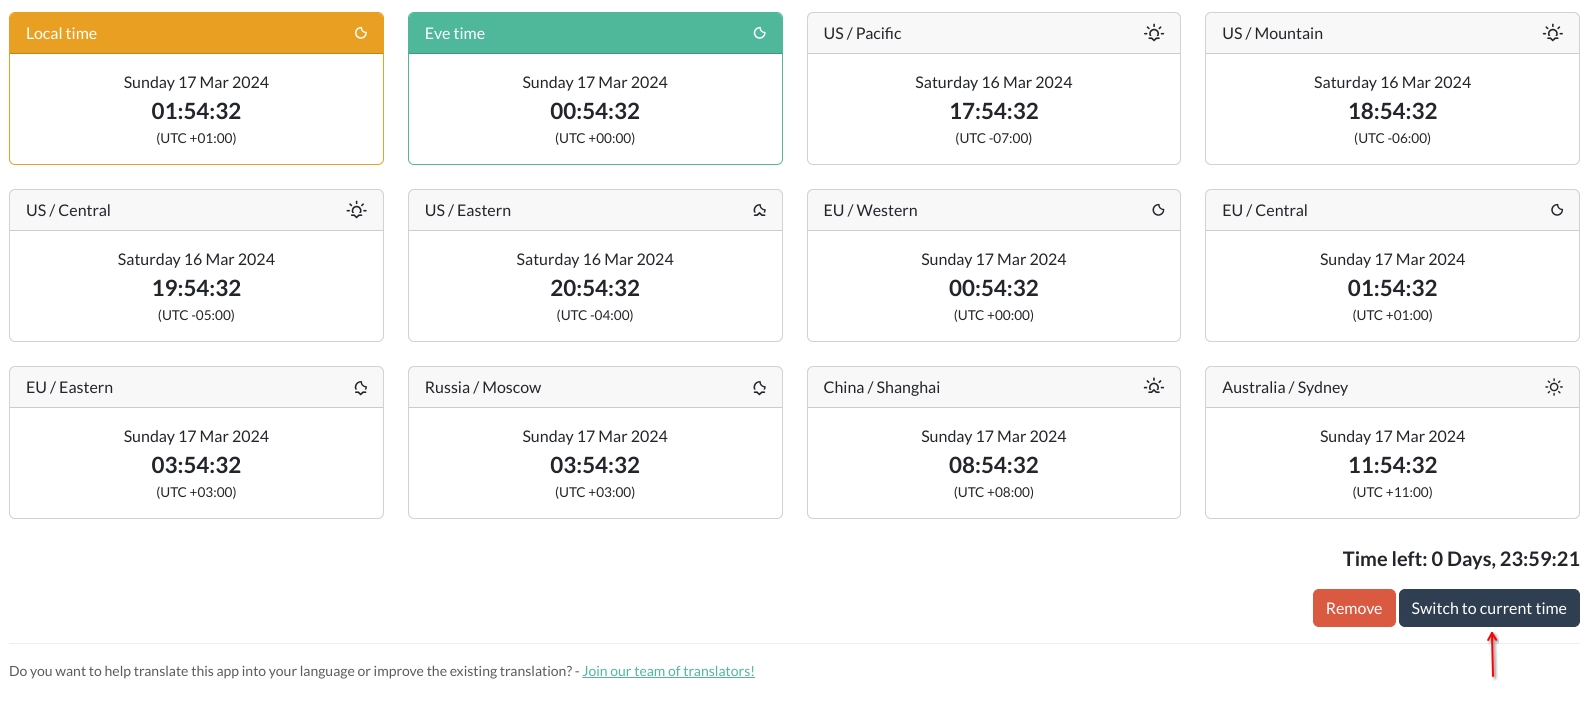 Local time
Sunday 17 Mar 2024
01:54:32
(UTC +01:00)
Eve time
Sunday 17 Mar 2024
00:54:32
(UTC +00:00)
US / Pacific
Saturday 16 Mar 2024
17:54:32
(UTC -07:00)
US / Mountain
Saturday 16 Mar 2024
18:54:32
(UTC -06:00)
US / Central
Saturday 16 Mar 2024
19:54:32
(UTC -05:00)
US / Eastern
Saturday 16 Mar 2024
20:54:32
(UTC -04:00)
EU / Western
Sunday 17 Mar 2024
00:54:32
(UTC +00:00)
EU / Central
Sunday 17 Mar 2024
01:54:32
(UTC +01:00)
EU / Eastern
Sunday 17 Mar 2024
03:54:32
(UTC +03:00)
Russia / Moscow
Sunday 17 Mar 2024
03:54:32
(UTC +03:00)
China / Shanghai
Sunday 17 Mar 2024
08:54:32
(UTC +08:00)
Australia / Sydney
Sunday 17 Mar 2024
11:54:32
(UTC +11:00)
Time left: 0 Days, 23:59:21
Remove
Switch to current time
Do you want to help translate this app into your language or improve the existing translation? - Join our team of translators!